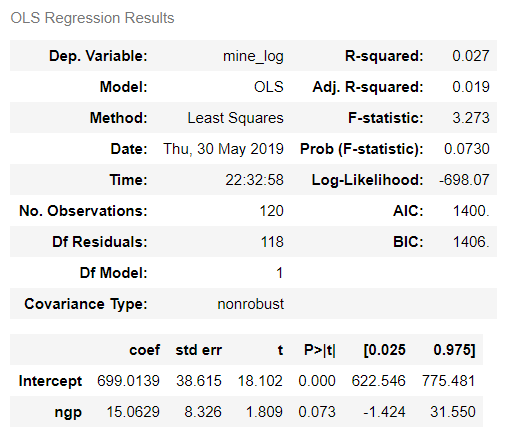 OLS Regression Results
Dep. Variable: mine_log R-squared: 0.027
Model: OLS Adj. R-squared: 0.019
Method: Least Squares F-statistic: 3.273
Date: Thu, 30 May 2019 Prob (F-statistic): 0.0730
Time: 22:32:58 Log-Likelihood: -698.07
No. Observations: 120 AIC: 1400.
Df Residuals: 118 BIC: 1406.
Df Model: 1
Covariance Type: nonrobust
coef std err t P>|t| [0.025 0.975]
Intercept 699.0139 38.615 18.102 0.000 622.546 775.481
ngp 15.0629 8.326 1.809 0.073 -1.424 31.550